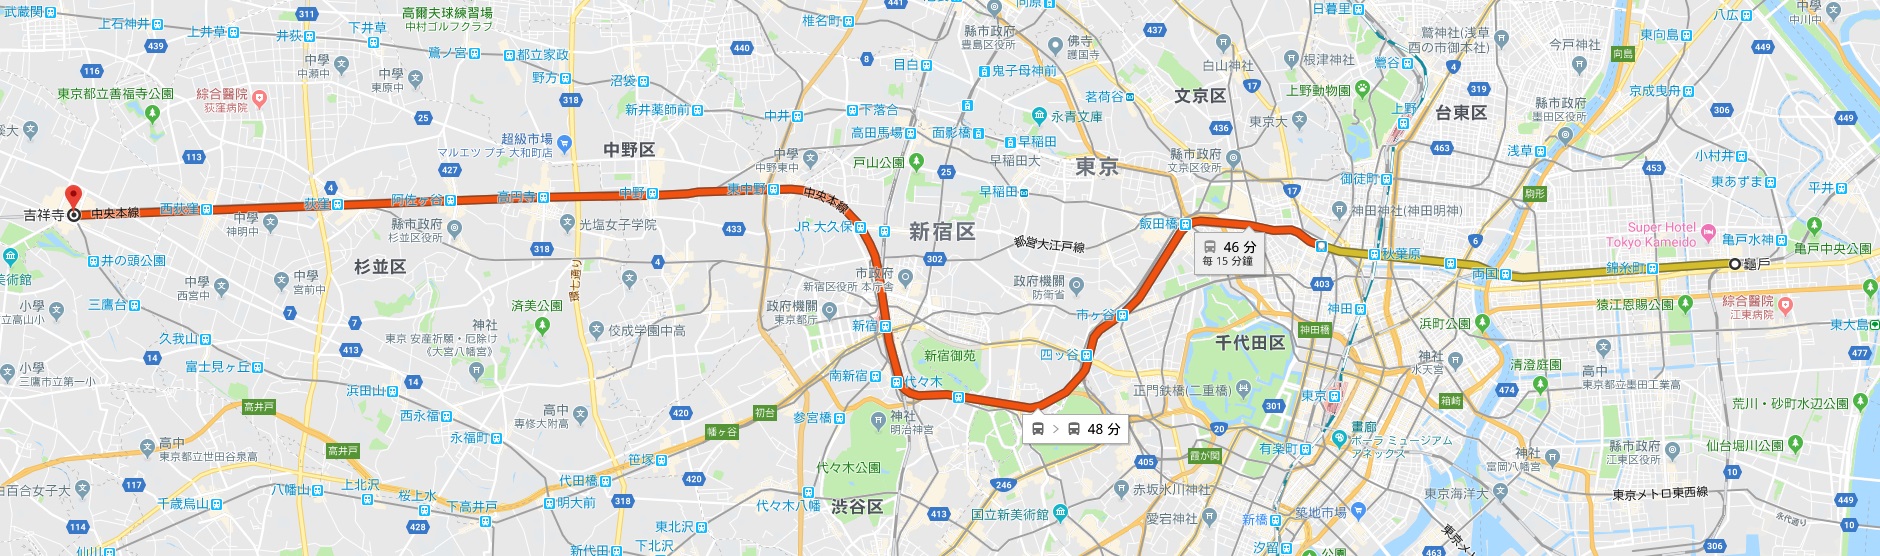 武蔵関
上石神井
439
上井草
井荻
311
下井草
高爾夫球練習場
中村ゴルフクラブ
鷺ノ宮
都立家政
椎名町
441
440
8
目白
縣市政府
豊島区役所
佛寺
護国寺
437
日暮里
鷲神社(浅草
酉の市御本社)
今戸神社
向島
東向島
八広
449
中學
中川中
116
中學
中瀬中
中學
東原中
野方
沼袋
318
鬼子母神前
白山神社
根津神社
鶯谷
4
東京都立善福寺公園
綜合醫院
荻窪病院
25
新井薬師前
中井
下落合
茗荷谷
文京区
17
上野動物園
上野
319
台東区
縣市政府
墨田区役所
京成曳舟
306
449
超級市場
マルエツ プチ 大和町店
高田馬場
面影橋
永青文庫
早稲田
436
東京大
463
浅草
113
427
中野区
中學
中野東中
戸山公園
25
早稲田大
東京
縣市政府
文京区役所
御徒町
453
小村井
東あずま
平井
4
早稲田
17
駒形
吉祥寺
中央本線
西荻窪
荻窪
阿佐ケ谷
高円寺
中野
東中野
中央本線
中學
神明中
縣市政府
杉並区役所
光塩女子学院
433
JR 大久保
新宿区
都営大江戸線
飯田橋
46 分
每 15 分鐘
神田神社(神田明神)
6
Super Hotel
Tokyo Kameido
亀戸水神
亀戸中央公園
井の頭公園
杉並区
318
4
302
秋葉原
両国
錦糸町
龜戸
市政府
新宿区役所 本庁舎
政府機關
防衛省
403
中學
西宮中
中學
宮前中
環七通り
済美公園
政府機關
東京都庁
神田
猿江恩賜公園
綜合醫院
江東病院
小學
立高山小
三鷹台
7
7
神社
東京 安産祈願・厄除け
《大宮八幡宮》
佼成学園中高
新宿
市ケ谷
神田橋
浜町公園
東大島
久我山
413
14
新宿御苑
四ッ谷
千代田区
神社
水天宮
清澄庭園
高中
東京都立墨田工業高
477
小學
三鷹市立第一小
富士見ヶ丘
14
浜田山
南新宿
代々木
正門鉄橋(二重橋)
301
東京
474
箱崎
荒川・砂町水辺公園
高井戸
西永福
高中
専修大附高
420
初台
参宮橋
神社
明治神宮
48 分
20
畫廊
ポーラ ミュージアム
アネックス
高中
東京都立世田谷泉高
高井戸
永福町
幡ヶ谷
有楽町
霞が関
405
神社
富岡八幡宮
縣市政府
江東区役所
仙台堀川公園
笹塚
代々木公園
10
117
八幡山
上北沢
桜上水
代田橋
420
246
赤坂氷川神社
東京海洋大
東京メトロ東西線
449
千歳烏山
下高井戸
明大前
318
代々木八幡
渋谷区
413
国立新美術館
愛宕神社
新橋
築地市場
永代通り
10
114
428
東北沢
仙川
新代田
下北沢
汐留
公園
463
306